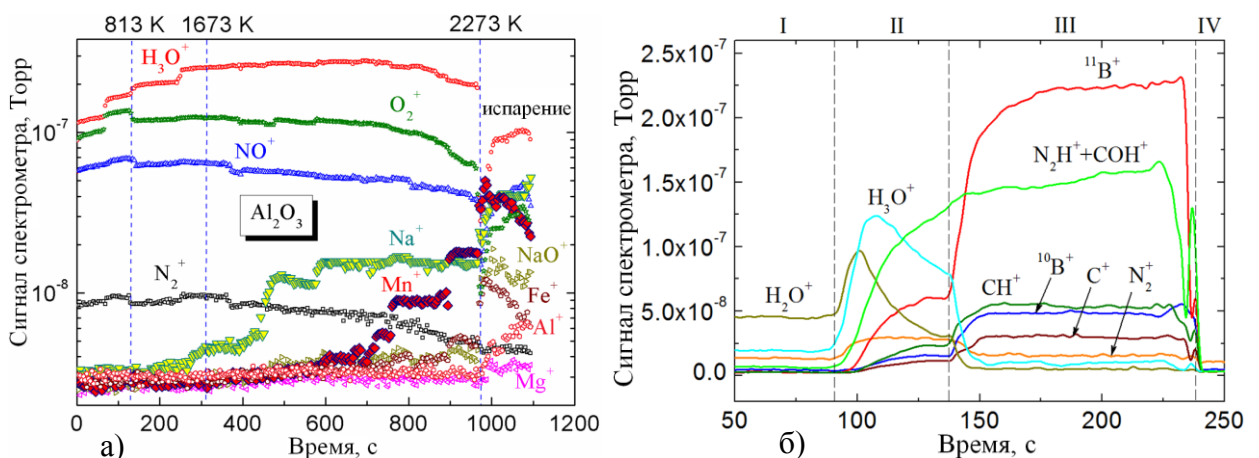 813 K 1673 K 2273 K
H₃O⁺
O₂⁺
NO⁺
Al₂O₃
N₂⁺
Na⁺
Mn⁺
испарение
NaO⁺
Fe⁺
Al⁺
Mg⁺
10⁻⁷
10⁻⁸
Сигнал спектрометра, Торр
0 200 400 600 800 1000 1200
Время, с
а)
I II III IV
2.5x10⁻⁷
2.0x10⁻⁷
1.5x10⁻⁷
1.0x10⁻⁷
5.0x10⁻⁸
0.0
Сигнал спектрометра, Торр
¹¹B⁺
N₂H⁺+COH⁺
H₃O⁺
H₂O⁺
CH⁺ ¹⁰B⁺ C⁺ N₂⁺
50 100 150 200 250
Время, с
б)